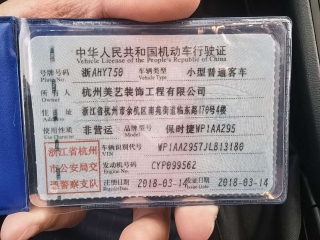 中华人民共和国机动车行驶证
Vehicle License of the People's Republic of China
号牌号码 浙AHY750 车辆类型 小型普通客车
Plate No. Vehicle Type
所有人 杭州美艺装饰工程有限公司
Owner
住址 浙江省杭州市余杭区南苑街道临东路170号4楼
Address
使用性质 非营运 品牌型号 保时捷WP1AA295
Use Character Model
浙江省杭州市公安局交通警察支队
车辆识别代号 WP1AA2957JLB13180
VIN
发动机号码 CYP099562
Engine No.
注册日期 2018-03-14 发证日期 2018-03-14
Register Date Issue Date